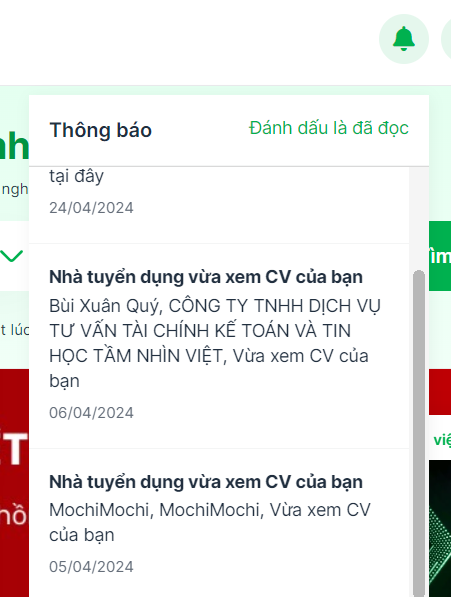 Thông báo
Đánh dấu là đã đọc
tại đây
24/04/2024
Nhà tuyển dụng vừa xem CV của bạn
Bùi Xuân Quý, CÔNG TY TNHH DỊCH VỤ
TƯ VẤN TÀI CHÍNH KẾ TOÁN VÀ TIN
HỌC TẦM NHÌN VIỆT, Vừa xem CV của
bạn
06/04/2024
Nhà tuyển dụng vừa xem CV của bạn
MochiMochi, MochiMochi, Vừa xem CV
của bạn
05/04/2024